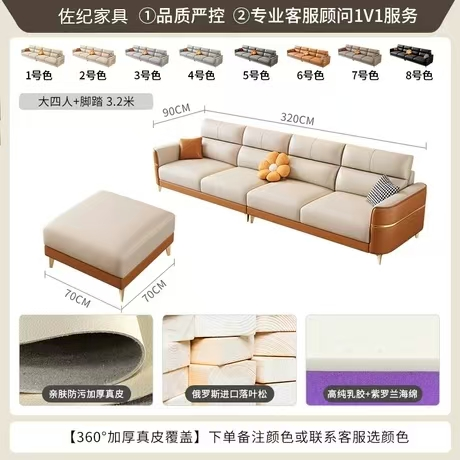 佐纪家具 ①品质严控 ②专业客服顾问1V1服务
1号色 2号色 3号色 4号色 5号色 6号色 7号色 8号色
大四人+脚踏 3.2米
90CM
320CM
70CM
70CM
亲肤防污加厚真皮
俄罗斯进口落叶松
高纯乳胶+紫罗兰海绵
【360°加厚真皮覆盖】下单备注颜色或联系客服选颜色